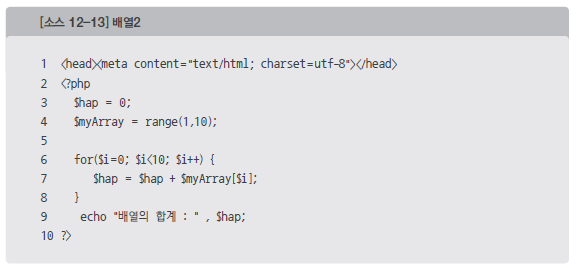 [소스 12-13] 배열2
1 <head><meta content="text/html; charset=utf-8"></head>
2 <?php
3 $hap = 0;
4 $myArray = range(1,10);
5
6 for($i=0; $i<10; $i++) {
7 $hap = $hap + $myArray[$i];
8 }
9 echo "배열의 합계 : " , $hap;
10 ?>